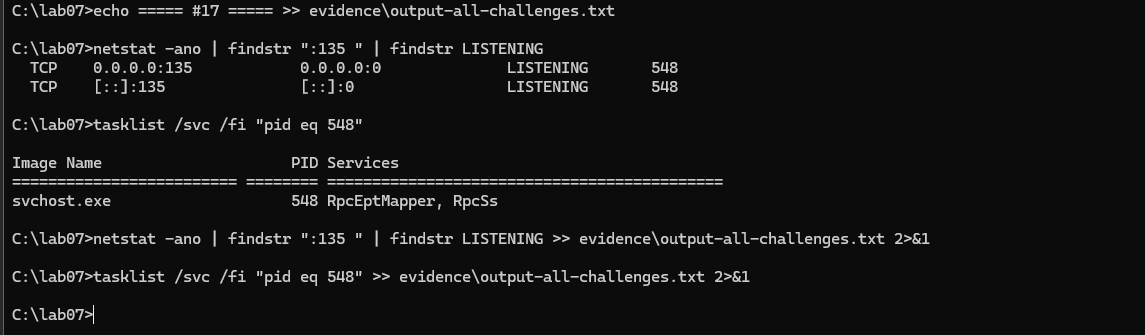 C:\lab07>echo ===== #17 ===== >> evidence\output-all-challenges.txt
C:\lab07>netstat -ano | findstr ":135 " | findstr LISTENING
  TCP    0.0.0.0:135            0.0.0.0:0              LISTENING       548
  TCP    [::]:135               [::]:0                 LISTENING       548
C:\lab07>tasklist /svc /fi "pid eq 548"
Image Name                     PID Services
========================= ======== ============================================
svchost.exe                    548 RpcEptMapper, RpcSs
C:\lab07>netstat -ano | findstr ":135 " | findstr LISTENING >> evidence\output-all-challenges.txt 2>&1
C:\lab07>tasklist /svc /fi "pid eq 548" >> evidence\output-all-challenges.txt 2>&1
C:\lab07>